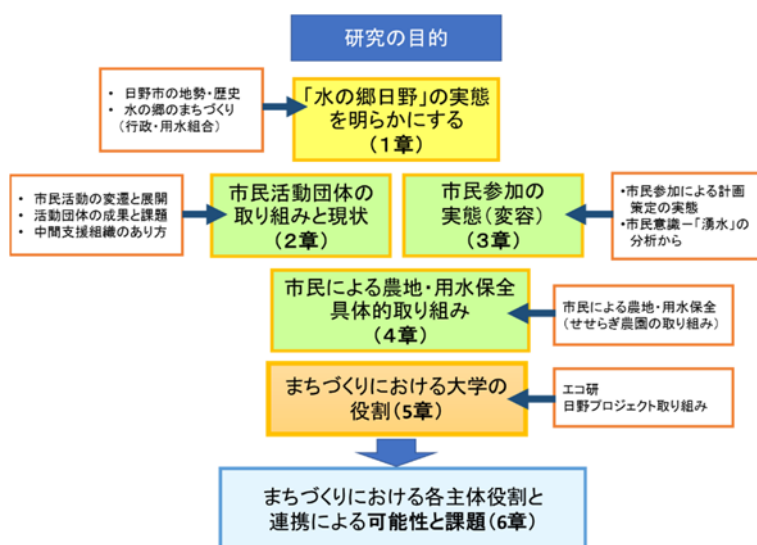 研究の目的
• 日野市の地勢・歴史
• 水の郷のまちづくり
(行政・用水組合)
「水の郷日野」の実態
を明らかにする
(1章)
• 市民活動の変遷と展開
• 活動団体の成果と課題
• 中間支援組織のあり方
市民活動団体の
取り組みと現状
(2章)
市民参加の
実態(変容)
(3章)
•市民参加による計画
策定の実態
•市民意識－「湧水」の
分析から
市民による農地・用水保全
具体的取り組み
(4章)
市民による農地・用水保全
(せせらぎ農園の取り組み)
まちづくりにおける大学の
役割(5章)
エコ研
日野プロジェクト取り組み
まちづくりにおける各主体役割と
連携による可能性と課題(6章)